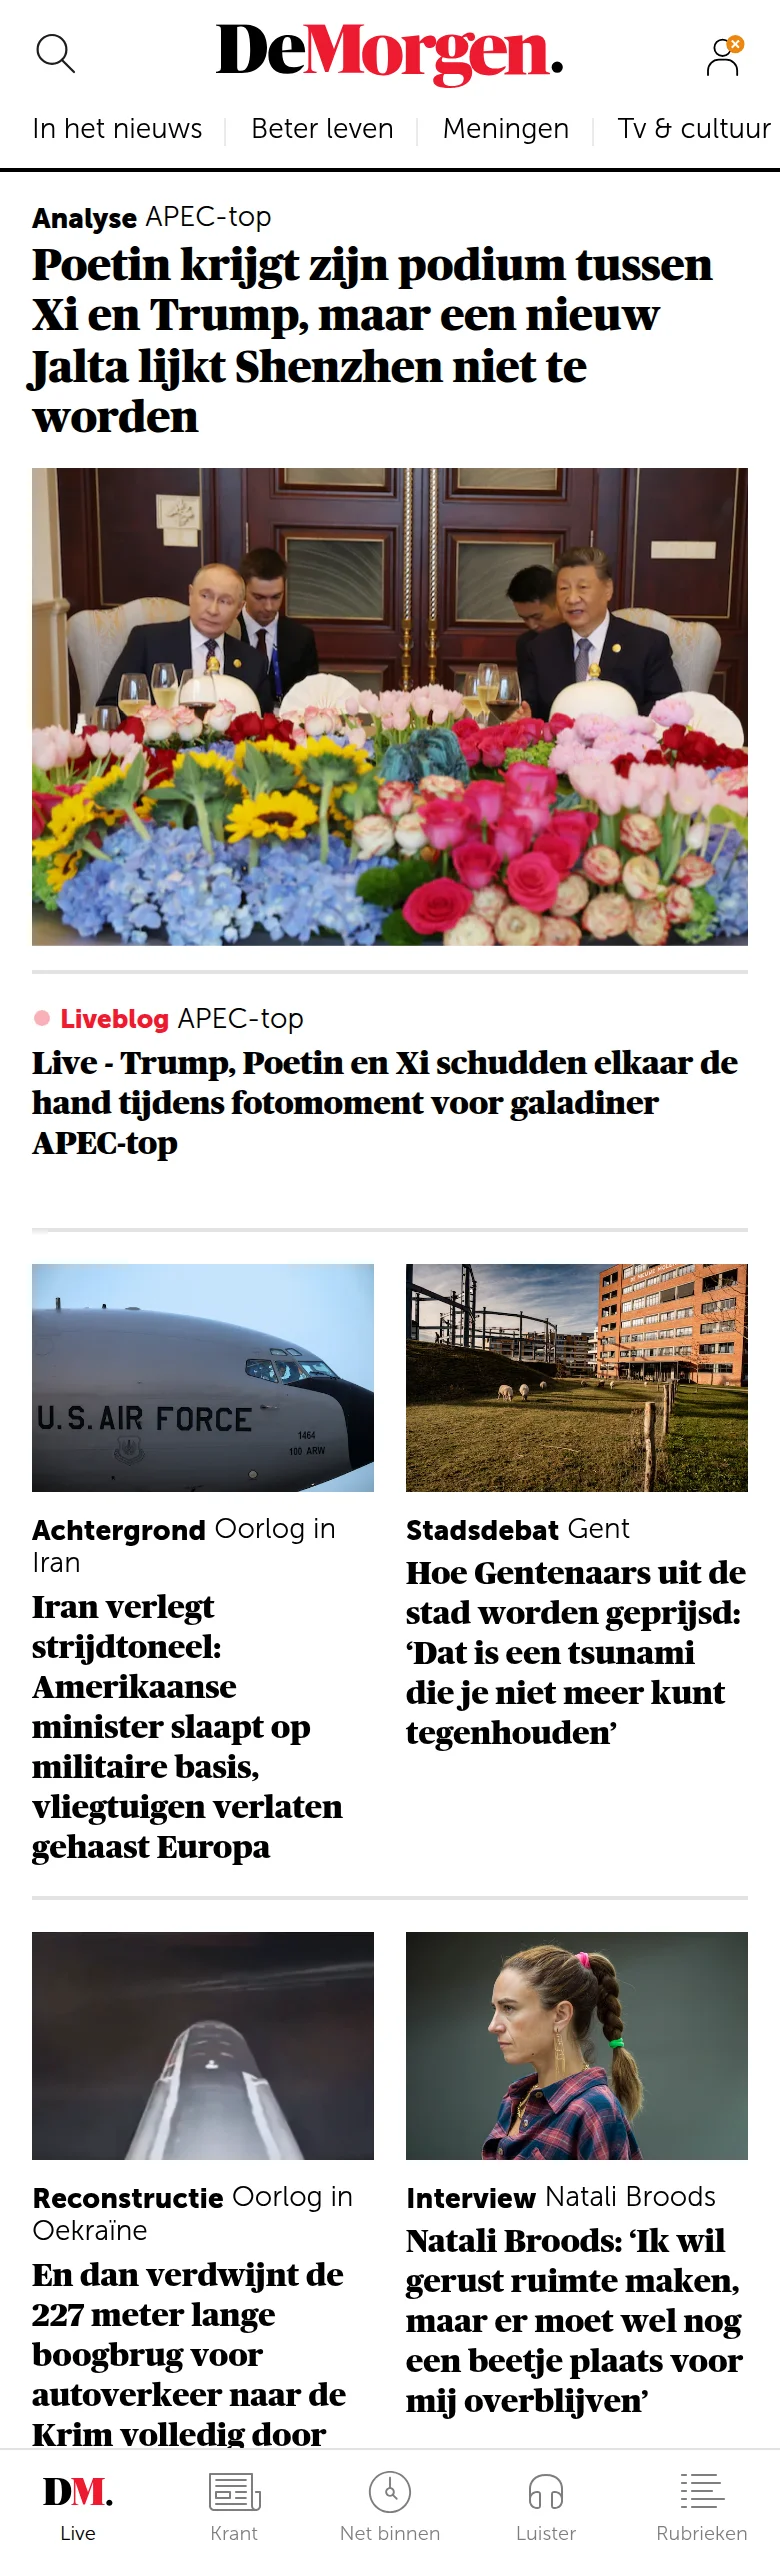 DeMorgen.
In het nieuws
Beter leven
Meningen
Tv & cultuur
Analyse APEC-top
Poetin krijgt zijn podium tussen
Xi en Trump, maar een nieuw
Jalta lijkt Shenzhen niet te
worden
Liveblog APEC-top
Live - Trump, Poetin en Xi schudden elkaar de
hand tijdens fotomoment voor galadiner
APEC-top
U.S. AIR FORCE
1464
100 ARW
Achtergrond Oorlog in
Iran
Iran verlegt
strijdtoneel:
Amerikaanse
minister slaapt op
militaire basis,
vliegtuigen verlaten
gehaast Europa
Stadsdebat Gent
Hoe Gentenaars uit de
stad worden geprijsd:
‘Dat is een tsunami
die je niet meer kunt
tegenhouden’
Reconstructie Oorlog in
Oekraïne
En dan verdwijnt de
227 meter lange
boogbrug voor
autoverkeer naar de
Krim volledig door
Interview Natali Broods
Natali Broods: ‘Ik wil
gerust ruimte maken,
maar er moet wel nog
een beetje plaats voor
mij overblijven’
DM.
Live
Krant
Net binnen
Luister
Rubrieken